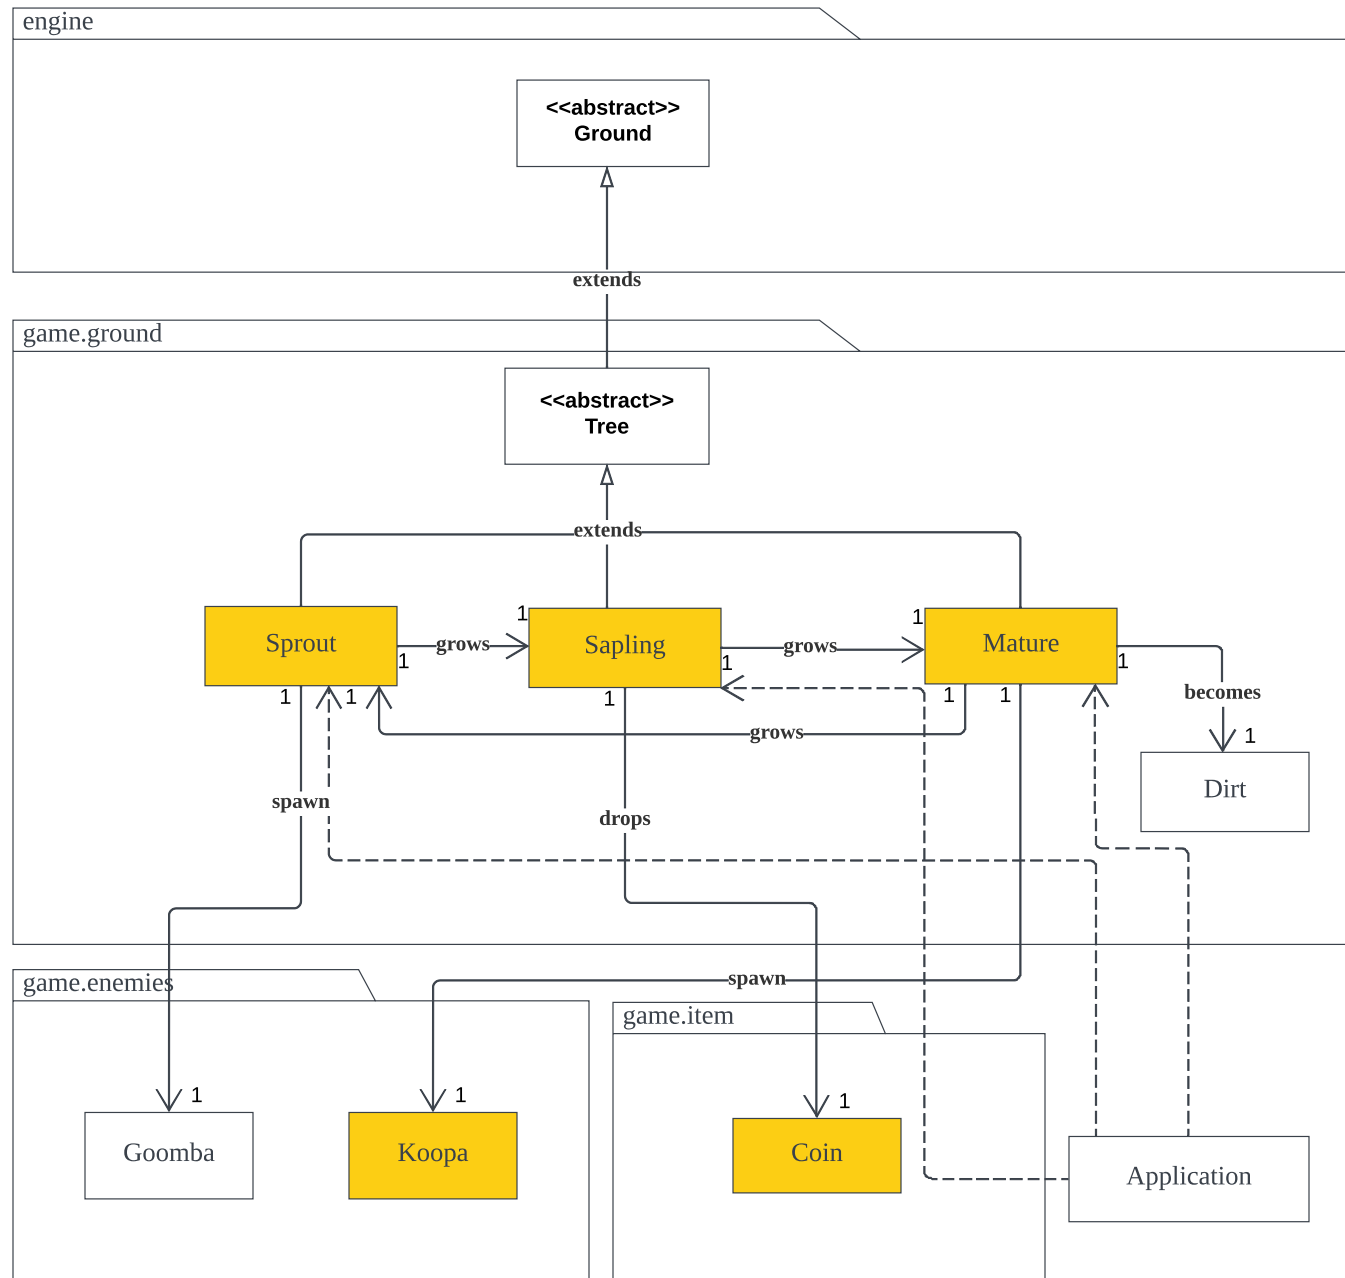 engine
<<abstract>>
Ground
extends
game.ground
<<abstract>>
Tree
extends
Sprout
1
grows
1
Sapling
1
grows
1
Mature
1
becomes
1
Dirt
1
1
1
1
1
grows
spawn
drops
game.enemies
spawn
game.item
1
Goomba
1
Koopa
1
Coin
Application